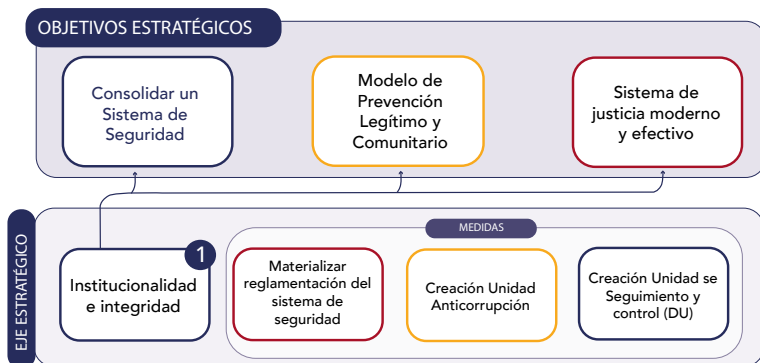 OBJETIVOS ESTRATÉGICOS
Consolidar un
Sistema de
Seguridad
Modelo de
Prevención
Legítimo y
Comunitario
Sistema de
justicia moderno
y efectivo
EJE ESTRATÉGICO
1
Institucionalidad
e integridad
MEDIDAS
Materializar
reglamentación del
sistema de
seguridad
Creación Unidad
Anticorrupción
Creación Unidad se
Seguimiento y
control (DU)